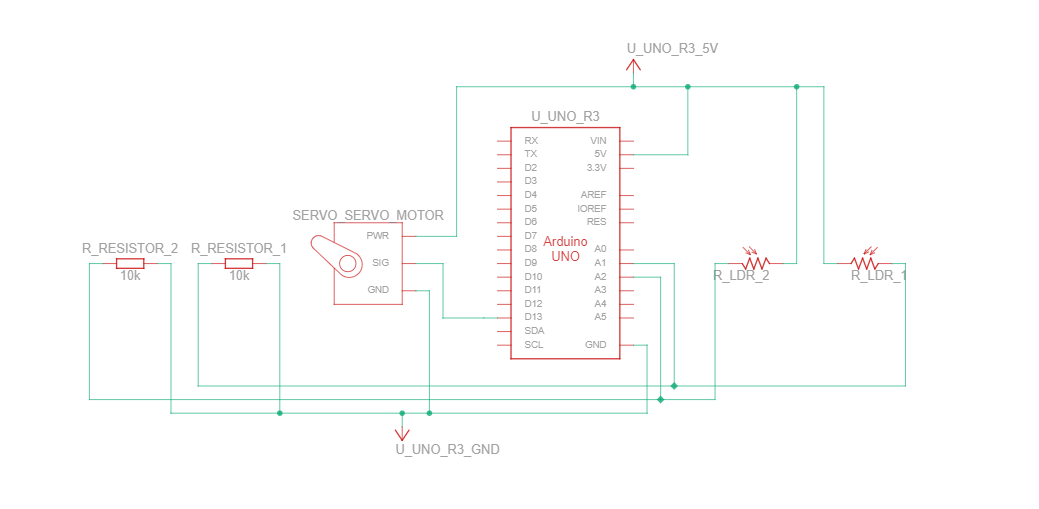 U_UNO_R3_5V
U_UNO_R3
RX
TX
D2
D3
D4
D5
D6
D7
D8
D9
D10
D11
D12
D13
SDA
SCL
VIN
5V
3.3V
AREF
IOREF
RES
A0
A1
A2
A3
A4
A5
GND
Arduino
UNO
SERVO_SERVO_MOTOR
PWR
SIG
GND
R_RESISTOR_2
10k
R_RESISTOR_1
10k
R_LDR_2
R_LDR_1
U_UNO_R3_GND